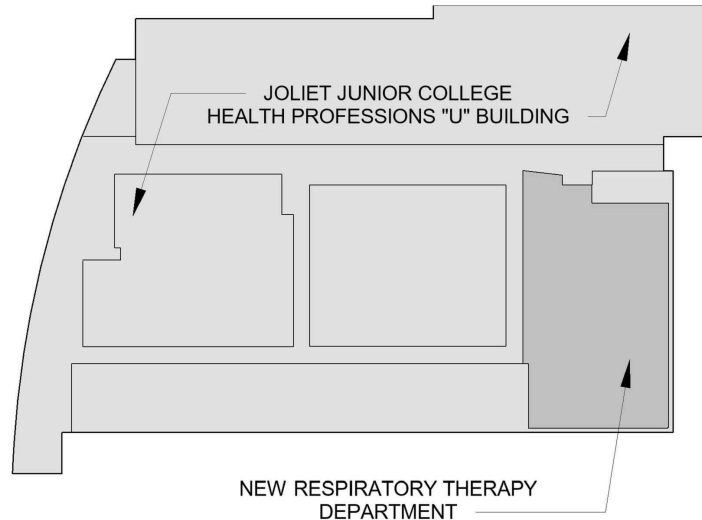 JOLIET JUNIOR COLLEGE
HEALTH PROFESSIONS "U" BUILDING
NEW RESPIRATORY THERAPY
DEPARTMENT